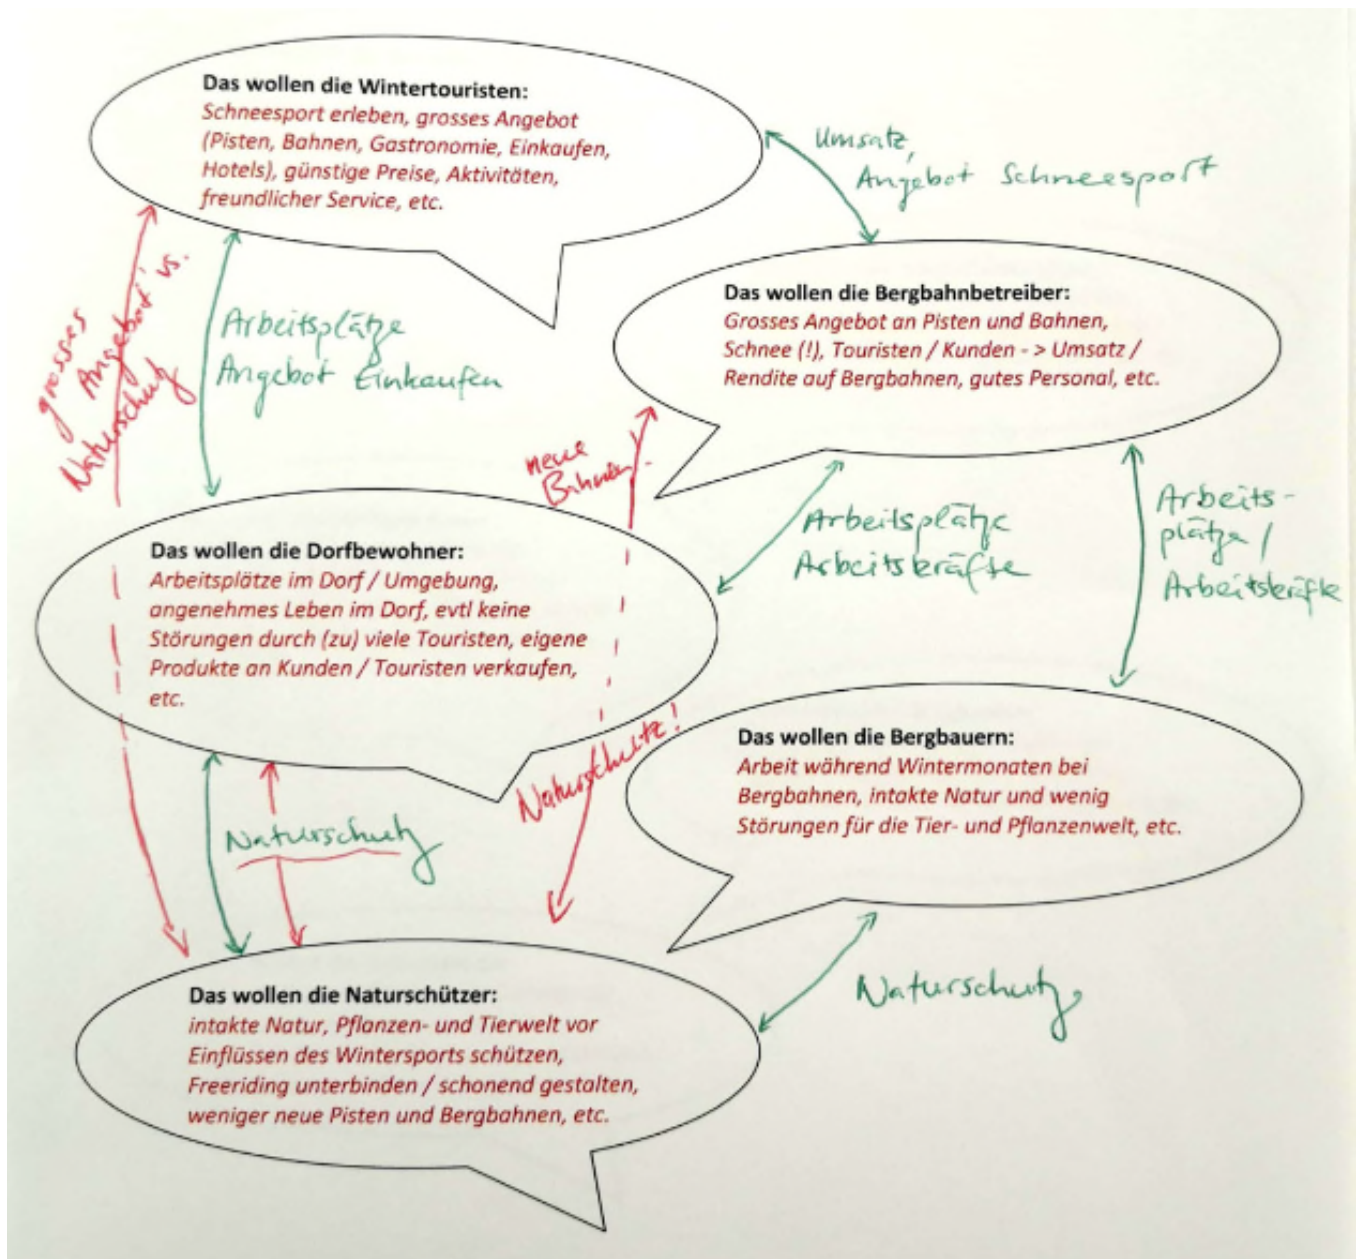 Das wollen die Wintertouristen:
Schneesport erleben, grosses Angebot
(Pisten, Bahnen, Gastronomie, Einkaufen,
Hotels), günstige Preise, Aktivitäten,
freundlicher Service, etc.
Umsatz,
Angebot Schneesport
grosses
Angebot vs.
Naturschutz
Arbeitsplätze
Angebot Einkaufen
Das wollen die Bergbahnbetreiber:
Grosses Angebot an Pisten und Bahnen,
Schnee (!), Touristen / Kunden - > Umsatz /
Rendite auf Bergbahnen, gutes Personal, etc.
neue
Bahnen
Arbeitsplätze
Arbeitskräfte
Arbeits-
plätze /
Arbeitskräfte
Das wollen die Dorfbewohner:
Arbeitsplätze im Dorf / Umgebung,
angenehmes Leben im Dorf, evtl keine
Störungen durch (zu) viele Touristen, eigene
Produkte an Kunden / Touristen verkaufen,
etc.
Naturschutz!
Das wollen die Bergbauern:
Arbeit während Wintermonaten bei
Bergbahnen, intakte Natur und wenig
Störungen für die Tier- und Pflanzenwelt, etc.
Naturschutz
Naturschutz
Das wollen die Naturschützer:
intakte Natur, Pflanzen- und Tierwelt vor
Einflüssen des Wintersports schützen,
Freeriding unterbinden / schonend gestalten,
weniger neue Pisten und Bergbahnen, etc.